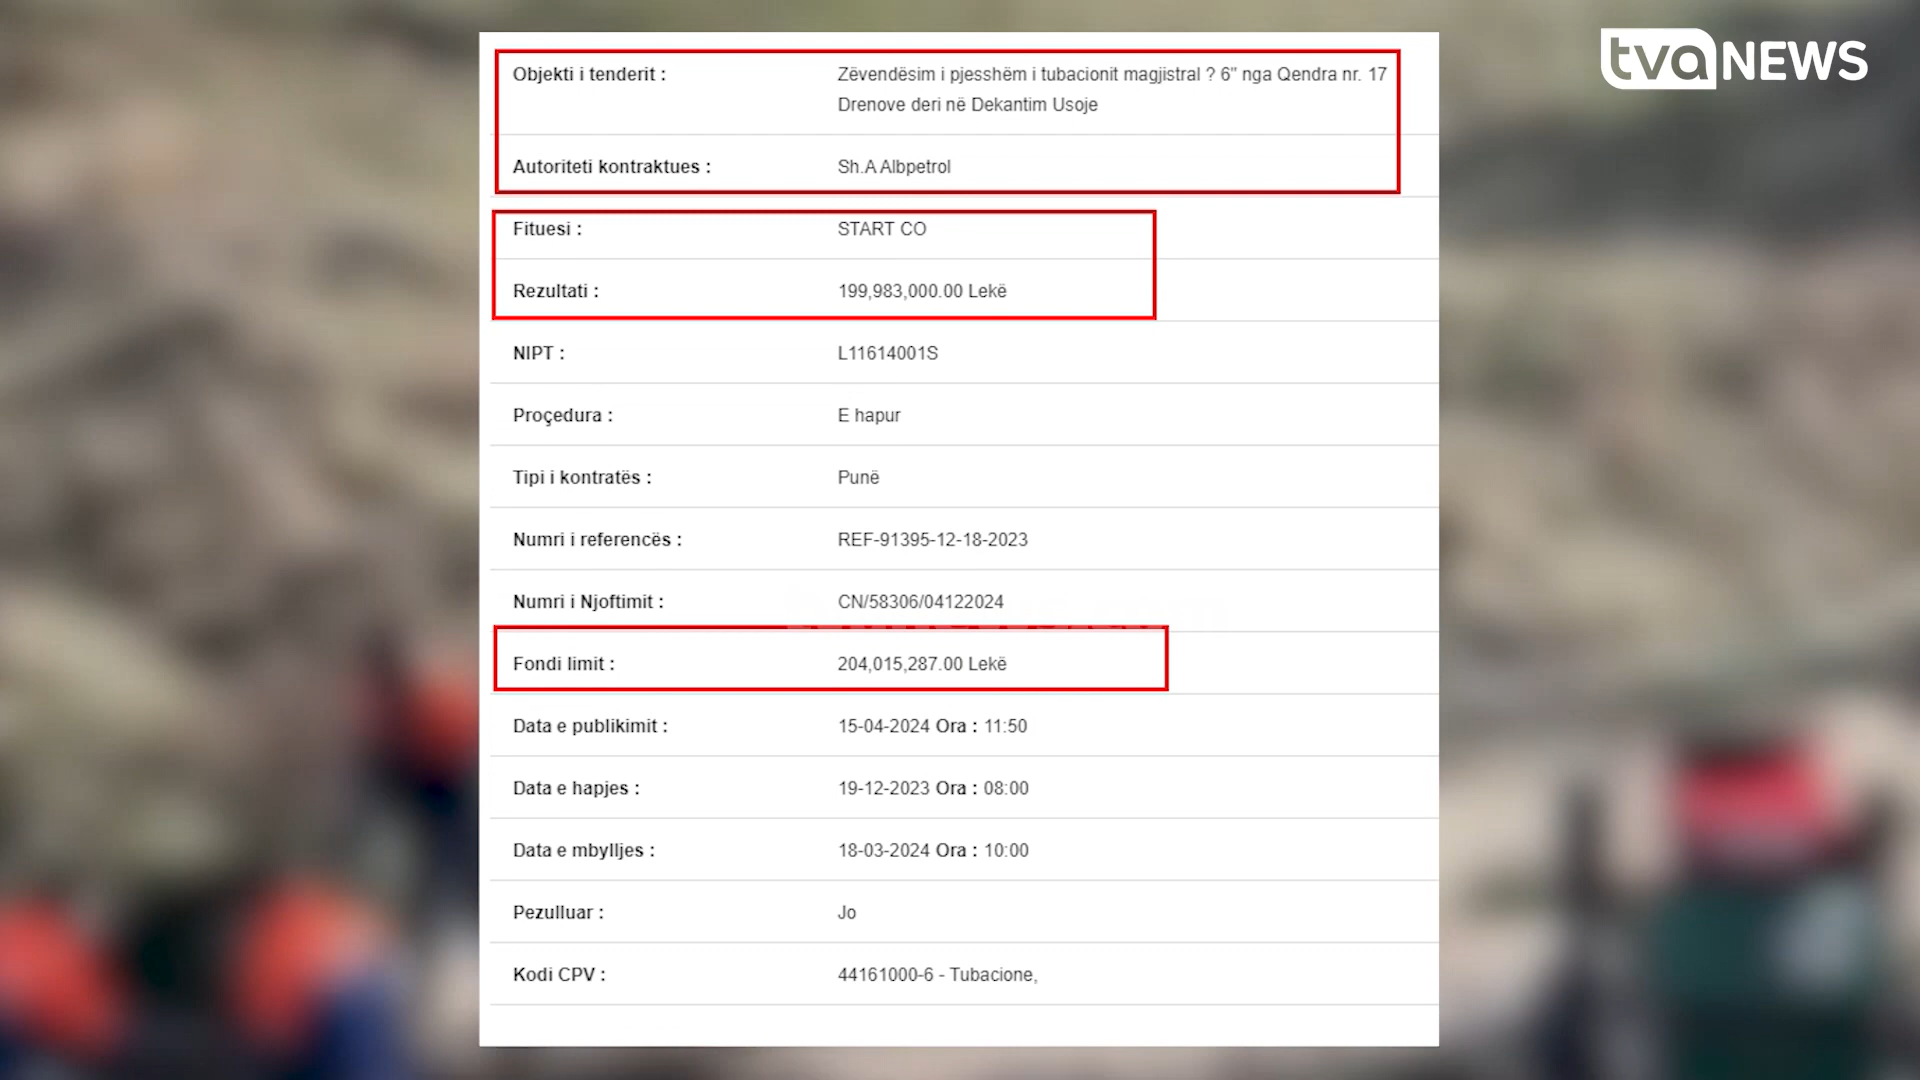 tvaNEWS
Objekti i tenderit : Zëvendësim i pjesshëm i tubacionit magjistral ? 6" nga Qendra nr. 17
Drenove deri në Dekantim Usoje
Autoriteti kontraktues : Sh.A Albpetrol
Fituesi : START CO
Rezultati : 199,983,000.00 Lekë
NIPT : L11614001S
Proçedura : E hapur
Tipi i kontratës : Punë
Numri i referencës : REF-91395-12-18-2023
Numri i Njoftimit : CN/58306/04122024
Fondi limit : 204,015,287.00 Lekë
Data e publikimit : 15-04-2024 Ora : 11:50
Data e hapjes : 19-12-2023 Ora : 08:00
Data e mbylljes : 18-03-2024 Ora : 10:00
Pezulluar : Jo
Kodi CPV : 44161000-6 - Tubacione,